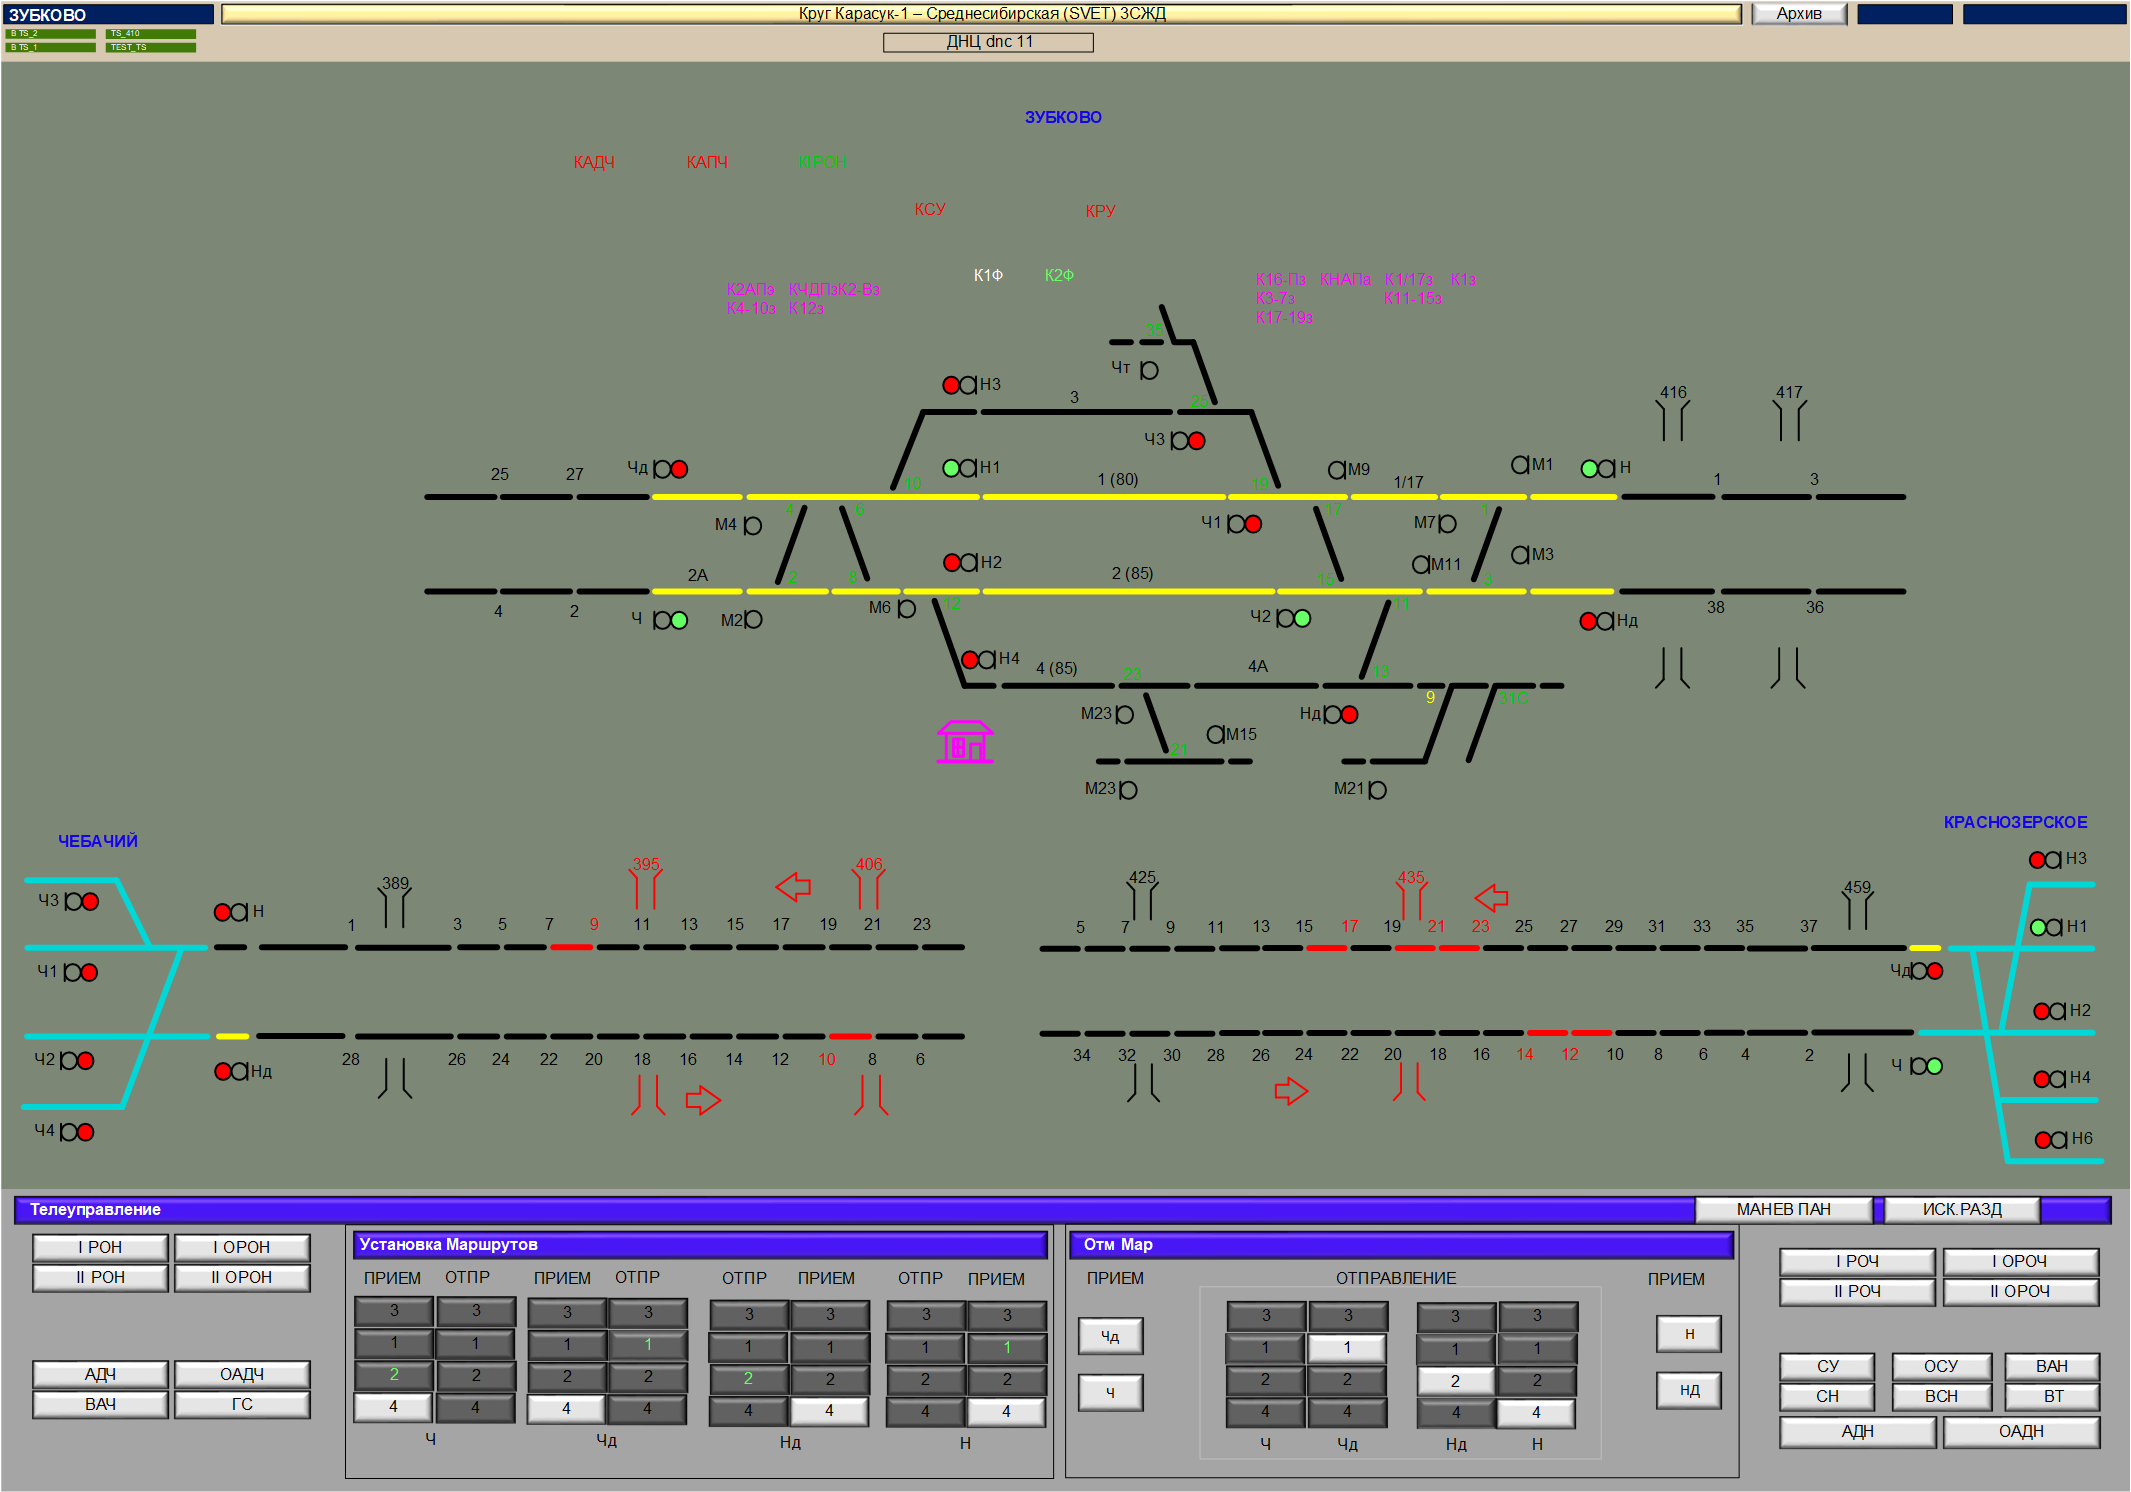 ЗУБКОВО
Круг Карасук-1 – Среднесибирская (SVET) ЗСЖД
Архив
В TS_2
TS_410
В TS_1
TEST_TS
ДНЦ dnc 11
ЗУБКОВО
КАДЧ
КАПЧ
КІРОН
КСУ
КРУ
К1Ф
К2Ф
К2АПз КЧДПзК2-Вз
К4-10з К12з
К16-Пз КНАПа К1/17з К1з
К3-7з К11-15з
К17-19з
35
Чт
Н3
3
25
Ч3
416
417
25
27
Чд
Н1
10
1 (80)
19
М9
1/17
М1
Н
1
3
М4
4
6
Ч1
17
М7
1
2А
2
8
Н2
2 (85)
15
М11
3
М3
4
2
Ч
М2
М6
12
Ч2
11
Нд
38
36
Н4
4 (85)
23
4А
13
9
31С
М23
М15
Нд
21
М23
М21
ЧЕБАЧИЙ
КРАСНОЗЕРСКОЕ
389
395
406
425
435
459
Ч3
Н
Н3
1
3
5
7
9
11
13
15
17
19
21
23
5
7
9
11
13
15
17
19
21
23
25
27
29
31
33
35
37
Н1
Ч1
Чд
Н2
Ч2
Нд
28
26
24
22
20
18
16
14
12
10
8
6
34
32
30
28
26
24
22
20
18
16
14
12
10
8
6
4
2
Ч
Н4
Ч4
Н6
Телеуправление
МАНЕВ ПАН
ИСК.РАЗД
I РОН
I ОРОН
II РОН
II ОРОН
АДЧ
ОАДЧ
ВАЧ
ГС
Установка Маршрутов
ПРИЕМ ОТПР ПРИЕМ ОТПР ОТПР ПРИЕМ ОТПР ПРИЕМ
3 3 3 3 3 3 3 3
1 1 1 1 1 1 1 1
2 2 2 2 2 2 2 2
4 4 4 4 4 4 4 4
Ч Чд Нд Н
Отм Мар
ПРИЕМ ОТПРАВЛЕНИЕ ПРИЕМ
Чд
Ч
3 3 3 3
1 1 1 1
2 2 2 2
4 4 4 4
Ч Чд Нд Н
Н
НД
I РОЧ
I ОРОЧ
II РОЧ
II ОРОЧ
СУ
ОСУ
ВАН
СН
ВСН
ВТ
АДН
ОАДН